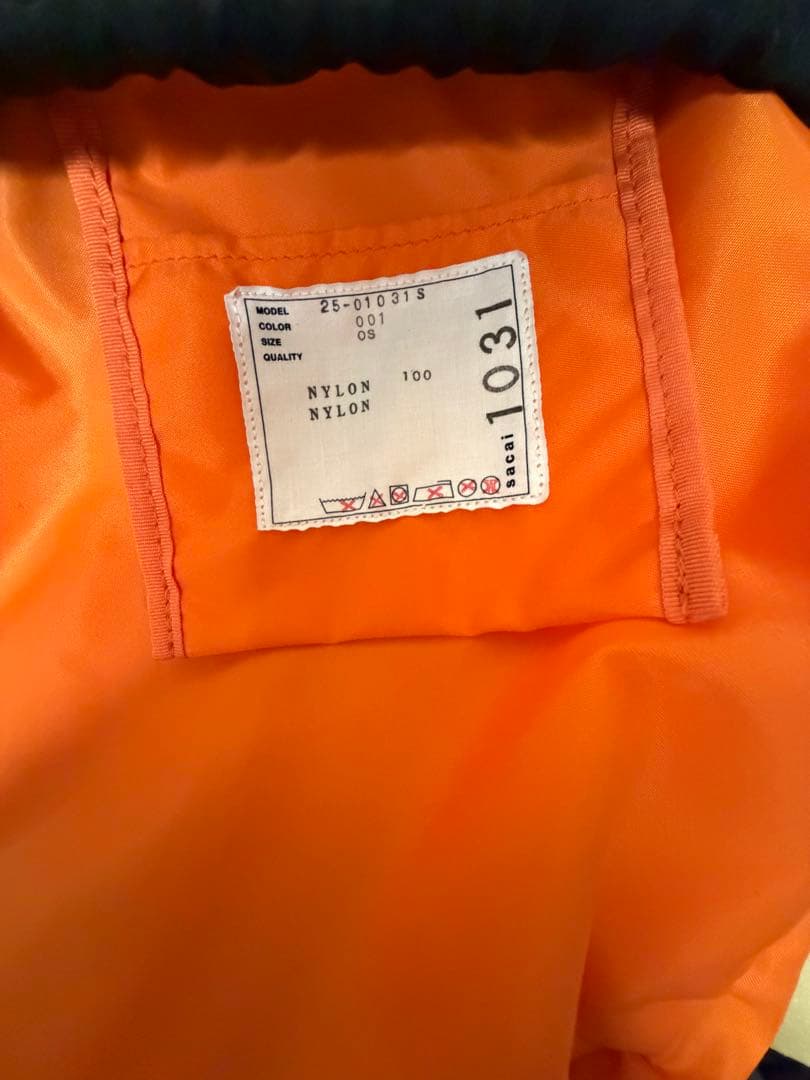 MODEL 25-01031S
COLOR 001
SIZE OS
QUALITY
NYLON 100
NYLON
sacai 1031